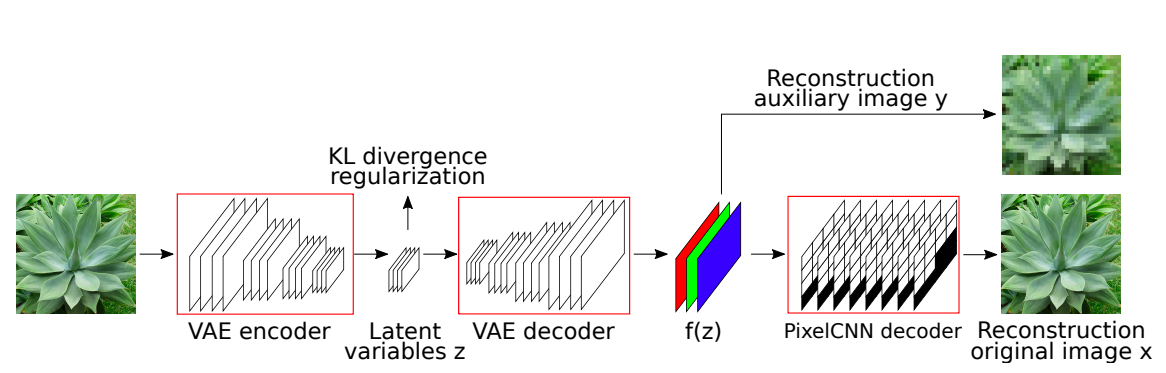 Reconstruction
auxiliary image y
KL divergence
regularization
VAE encoder
Latent
variables z
VAE decoder
f(z)
PixelCNN decoder
Reconstruction
original image x